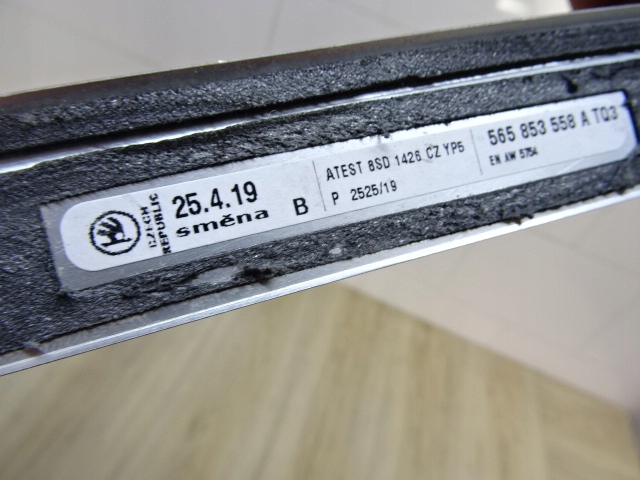 CZECH
REPUBLIC
25.4.19
směna B
ATEST 8SD 1426 CZ YP5
P 2525/19
565 853 558 A TQ3
EN AW 5754